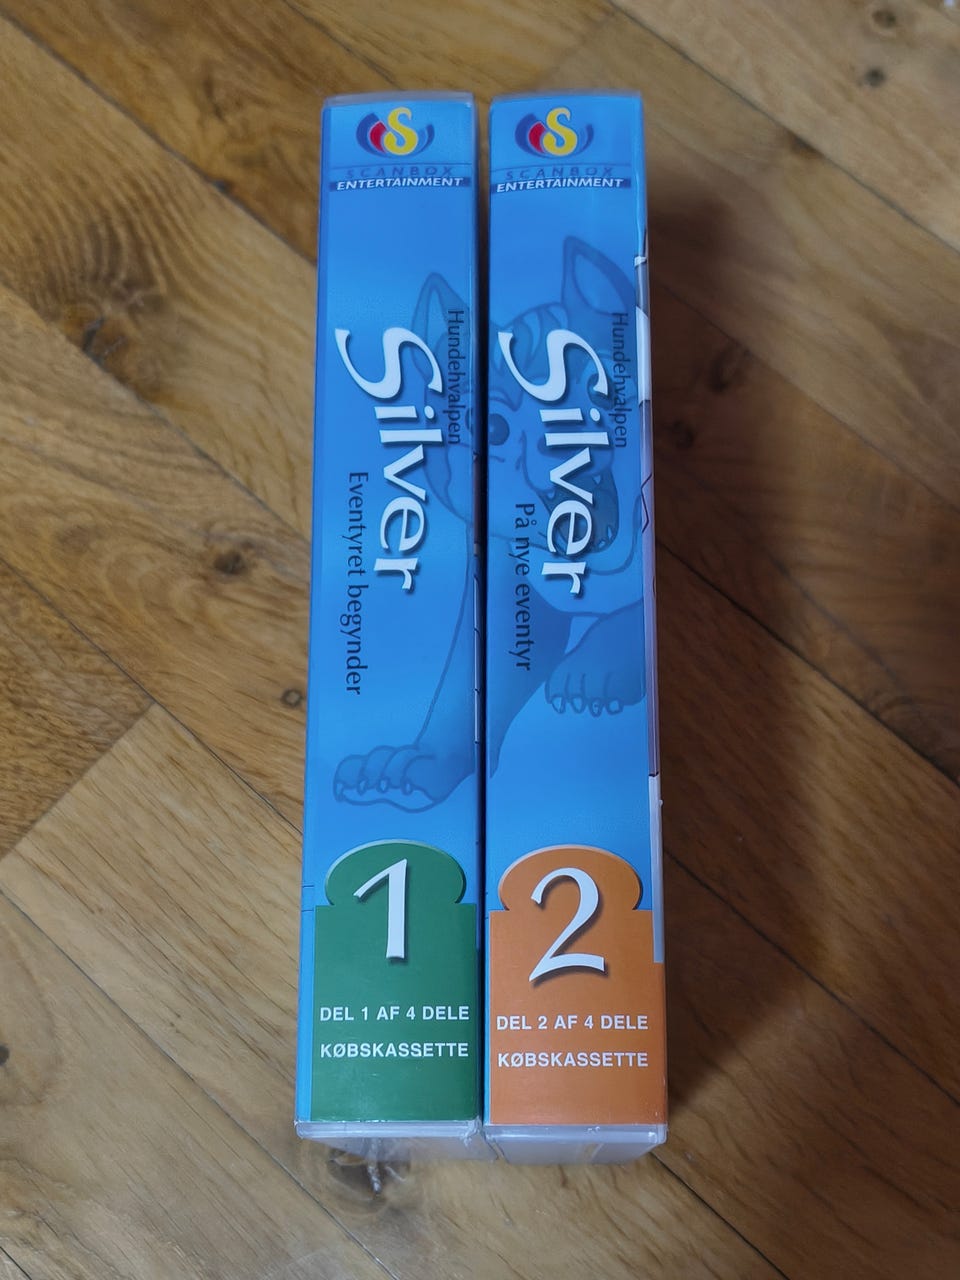 SCANBOX
ENTERTAINMENT
Hundehvalpen
Silver
Eventyret begynder
1
DEL 1 AF 4 DELE
KØBSKASSETTE
SCANBOX
ENTERTAINMENT
Hundehvalpen
Silver
På nye eventyr
2
DEL 2 AF 4 DELE
KØBSKASSETTE